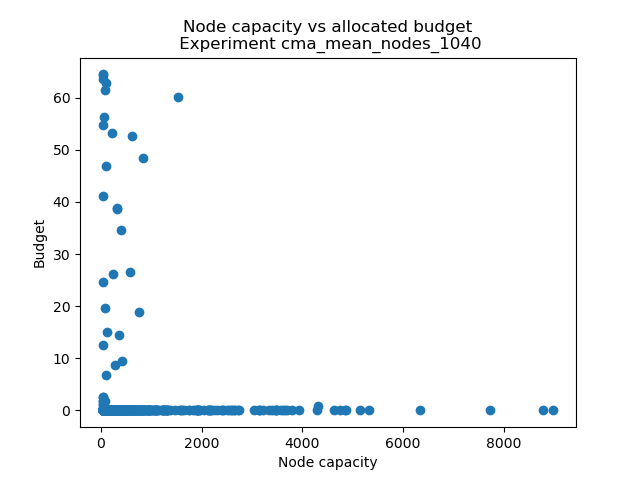 Node capacity vs allocated budget
Experiment cma_mean_nodes_1040
60
50
40
30
20
10
0
Budget
0 2000 4000 6000 8000
Node capacity